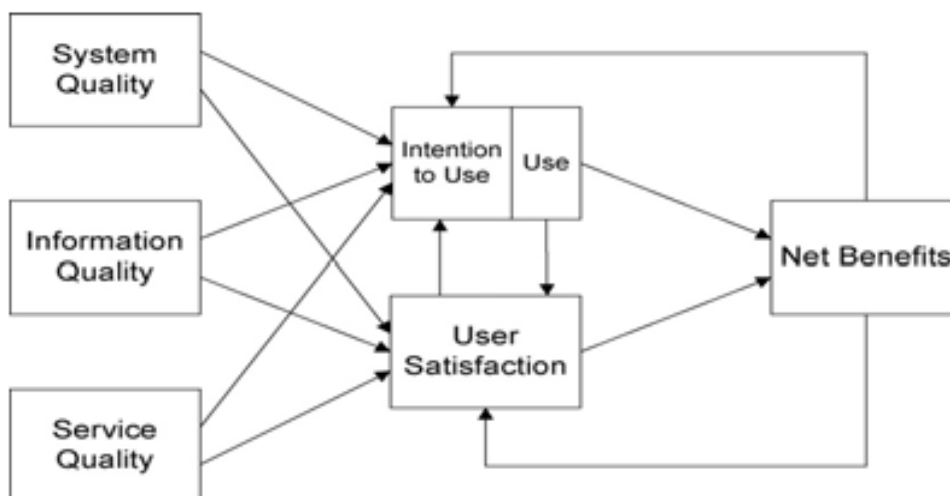 System
Quality
Intention
to Use
Use
Information
Quality
Net Benefits
User
Satisfaction
Service
Quality